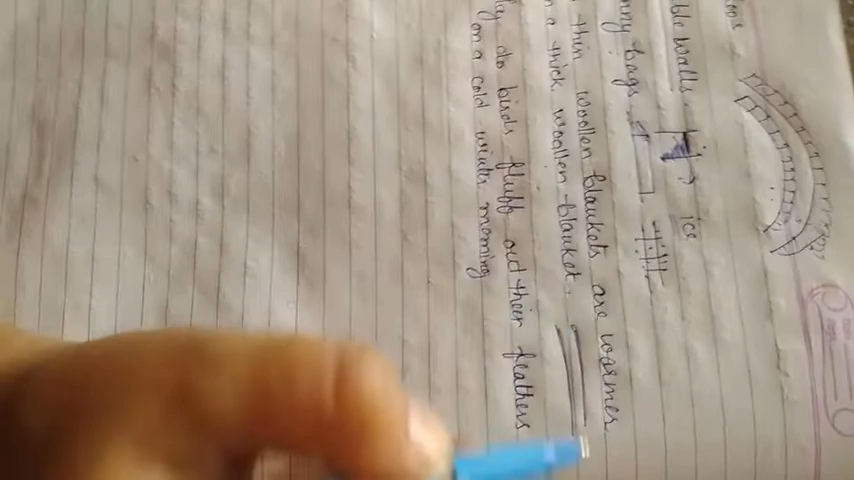 ble walls
nny bags ice
thin woollen Blankets are warmer
n a thick woollen blanket.
do birds fluff out their feathers
on a cold winter morning